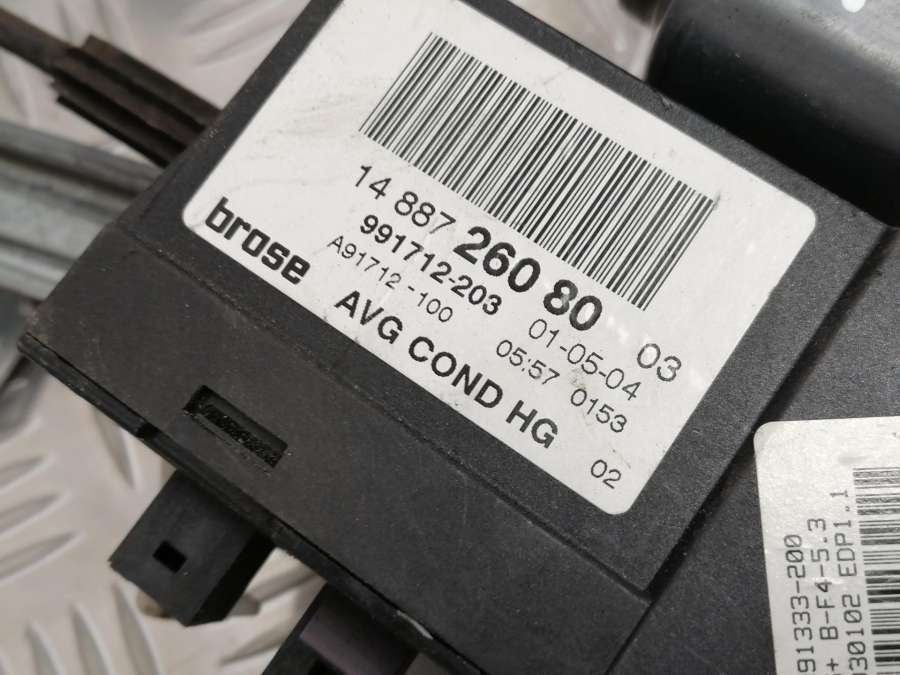 14 887 260 80 03
991712-203 01-05-04
A91712-100 05:57 0153
brose AVG COND HG 02
91333-200
B-F4-5.3
30102 EDP1.1